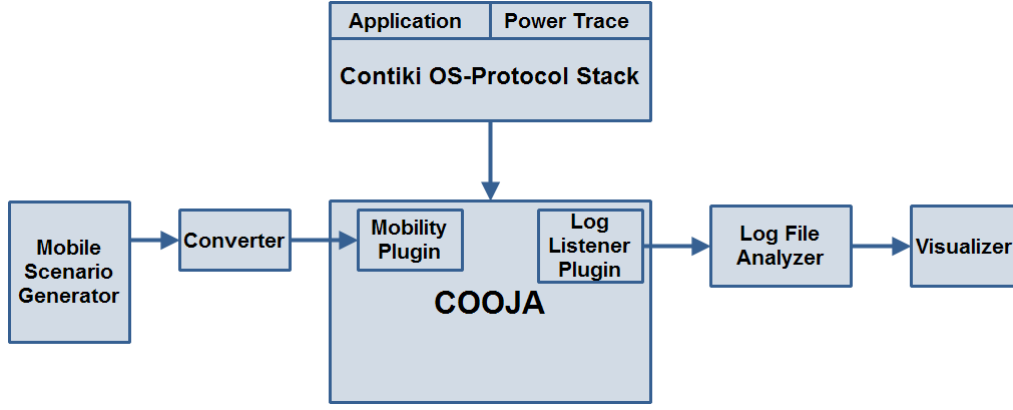 Application
Power Trace
Contiki OS-Protocol Stack
Mobile
Scenario
Generator
Converter
Mobility
Plugin
Log
Listener
Plugin
COOJA
Log File
Analyzer
Visualizer